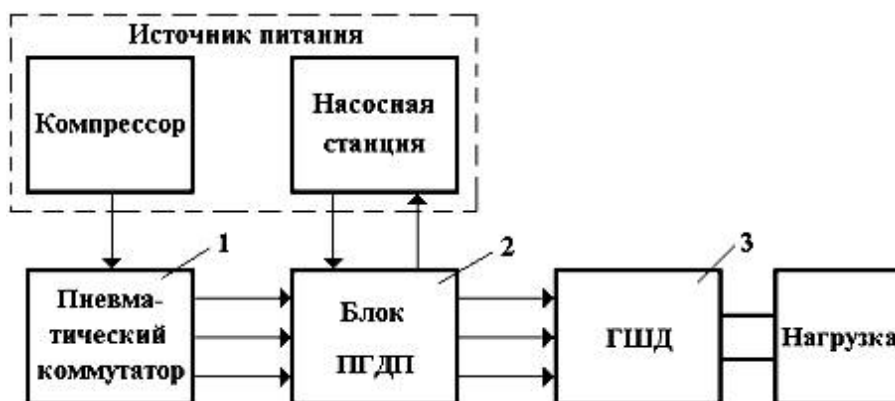 Источник питания
Компрессор
Насосная
станция
1
2
3
Пневма-
тический
коммутатор
Блок
ПГДП
ГШД
Нагрузка